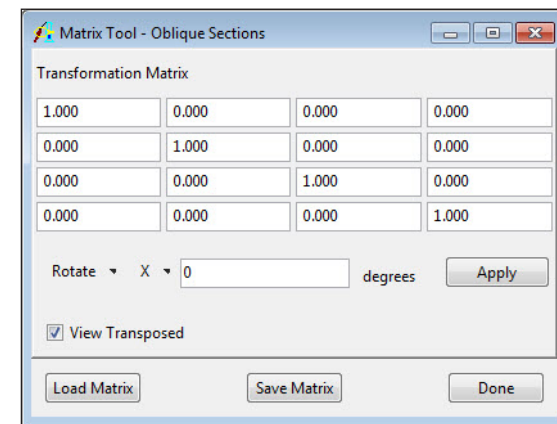 Matrix Tool - Oblique Sections
Transformation Matrix
1.000 0.000 0.000 0.000
0.000 1.000 0.000 0.000
0.000 0.000 1.000 0.000
0.000 0.000 0.000 1.000
Rotate X 0 degrees Apply
View Transposed
Load Matrix Save Matrix Done